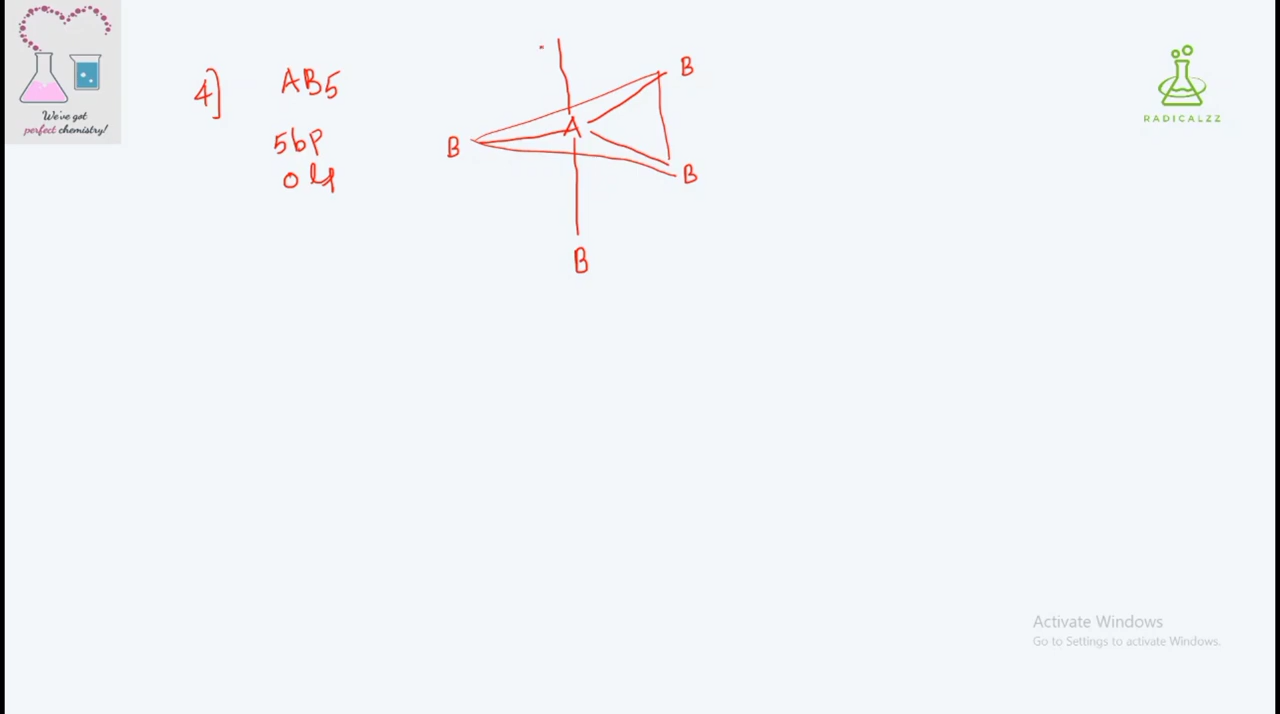 We've got
perfect chemistry!
4]
AB5
5bp
0 lp
A
B
B
B
B
RADICALZZ
Activate Windows
Go to Settings to activate Windows.